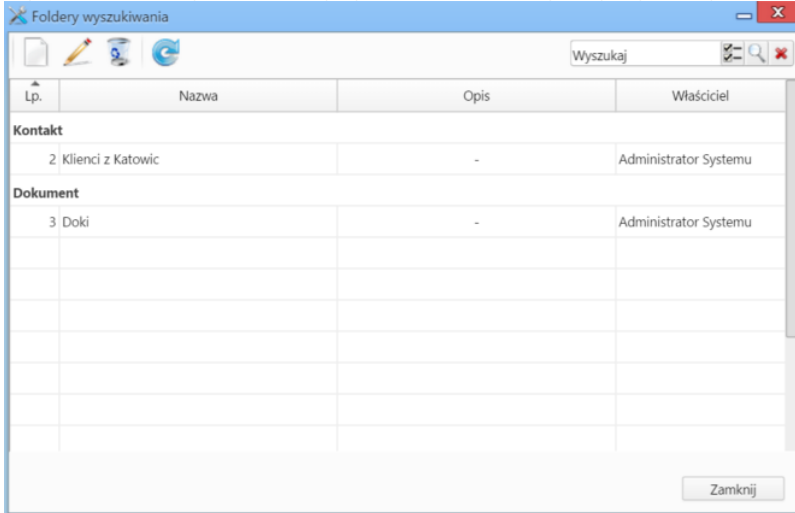 Foldery wyszukiwania
Wyszukaj
Lp. Nazwa Opis Właściciel
Kontakt
2 Klienci z Katowic - Administrator Systemu
Dokument
3 Doki - Administrator Systemu
Zamknij